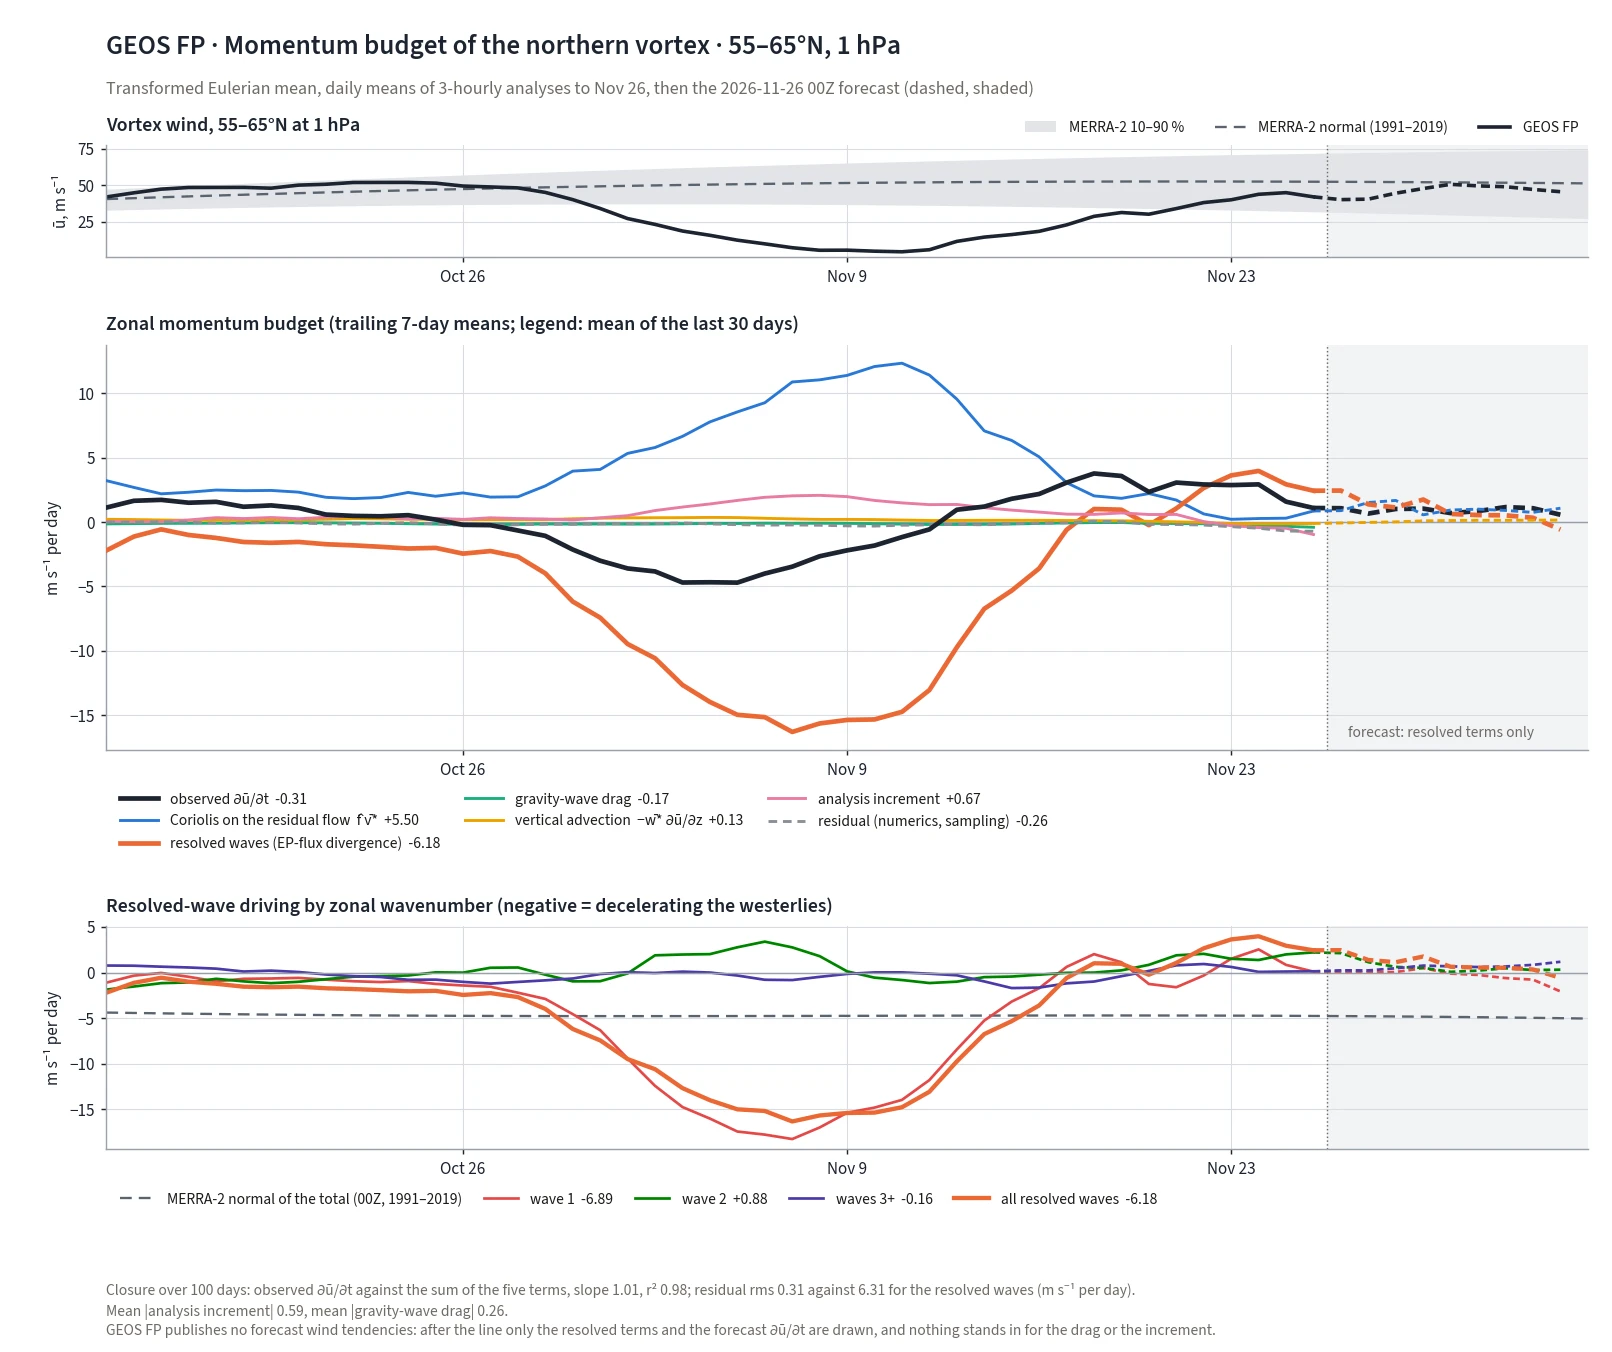 GEOS FP · Momentum budget of the northern vortex · 55–65°N, 1 hPa
Transformed Eulerian mean, daily means of 3-hourly analyses to Nov 26, then the 2026-11-26 00Z forecast (dashed, shaded)
Vortex wind, 55–65°N at 1 hPa
MERRA-2 10–90 %
MERRA-2 normal (1991–2019)
GEOS FP
75
50
25
ū, m s⁻¹
Oct 26
Nov 9
Nov 23
Zonal momentum budget (trailing 7-day means; legend: mean of the last 30 days)
10
5
0
−5
−10
−15
m s⁻¹ per day
forecast: resolved terms only
Oct 26
Nov 9
Nov 23
observed ∂ū/∂t -0.31
gravity-wave drag -0.17
analysis increment +0.67
Coriolis on the residual flow f v̄* +5.50
vertical advection −w̄* ∂ū/∂z +0.13
residual (numerics, sampling) -0.26
resolved waves (EP-flux divergence) -6.18
Resolved-wave driving by zonal wavenumber (negative = decelerating the westerlies)
5
0
−5
−10
−15
m s⁻¹ per day
Oct 26
Nov 9
Nov 23
MERRA-2 normal of the total (00Z, 1991–2019)
wave 1 -6.89
wave 2 +0.88
waves 3+ -0.16
all resolved waves -6.18
Closure over 100 days: observed ∂ū/∂t against the sum of the five terms, slope 1.01, r² 0.98; residual rms 0.31 against 6.31 for the resolved waves (m s⁻¹ per day).
Mean |analysis increment| 0.59, mean |gravity-wave drag| 0.26.
GEOS FP publishes no forecast wind tendencies: after the line only the resolved terms and the forecast ∂ū/∂t are drawn, and nothing stands in for the drag or the increment.